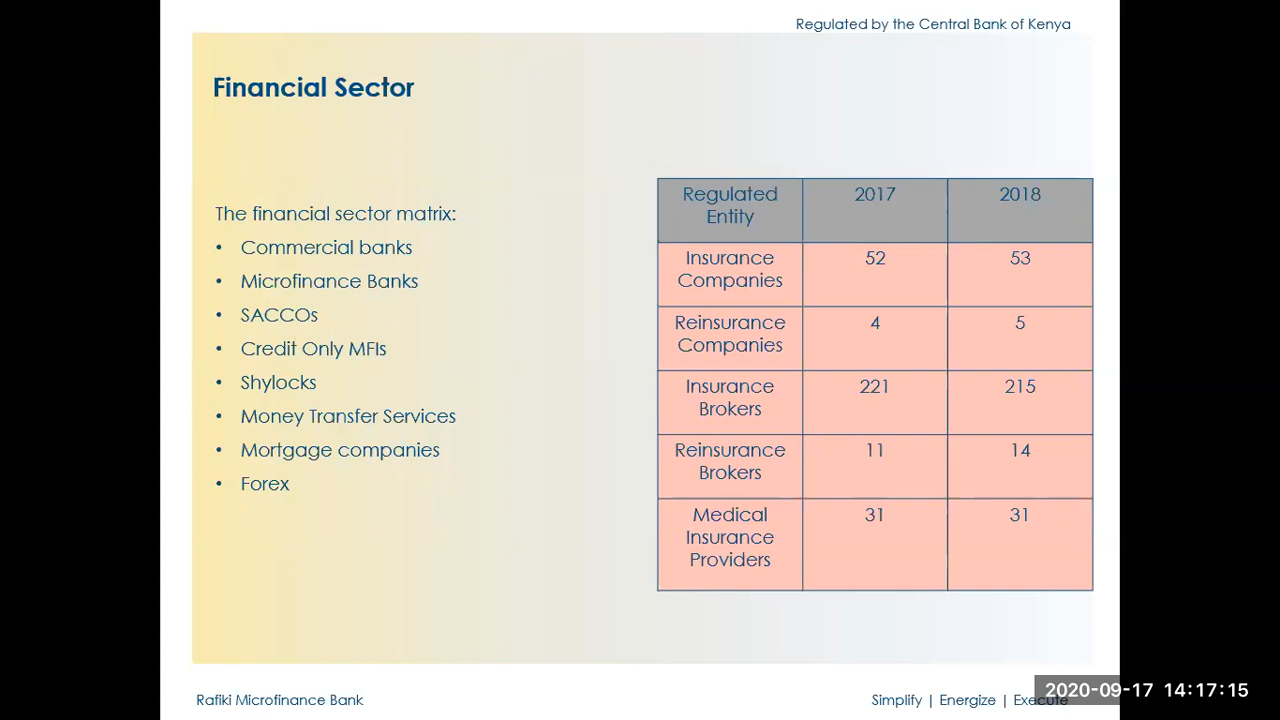 Regulated by the Central Bank of Kenya
Financial Sector
The financial sector matrix:
• Commercial banks
• Microfinance Banks
• SACCOs
• Credit Only MFIs
• Shylocks
• Money Transfer Services
• Mortgage companies
• Forex
Regulated Entity 2017 2018
Insurance Companies 52 53
Reinsurance Companies 4 5
Insurance Brokers 221 215
Reinsurance Brokers 11 14
Medical Insurance Providers 31 31
Rafiki Microfinance Bank
Simplify | Energize | Execute
2020-09-17 14:17:15